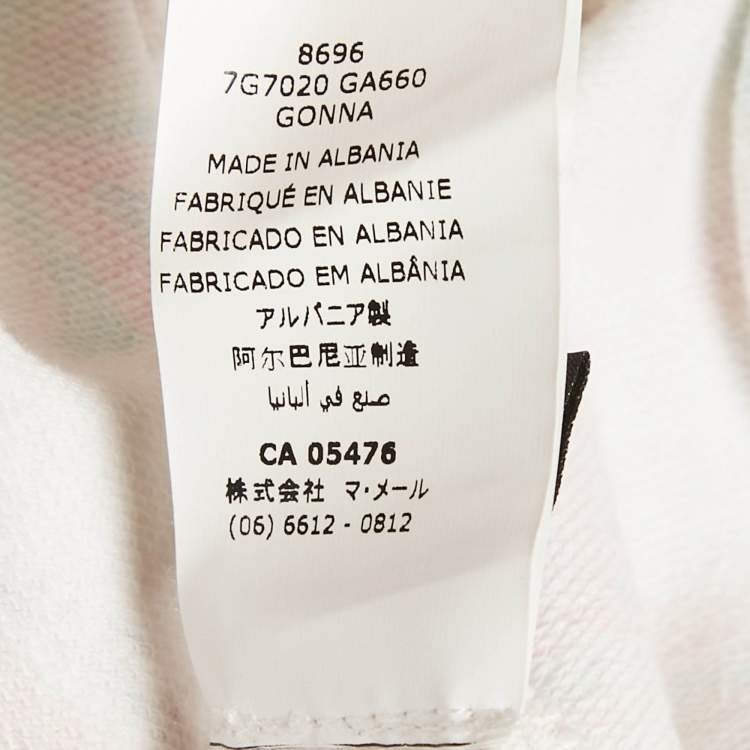 8696
7G7020 GA660
GONNA
MADE IN ALBANIA
FABRIQUÉ EN ALBANIE
FABRICADO EN ALBANIA
FABRICADO EM ALBÂNIA
アルバニア製
阿尔巴尼亚制造
صنع في ألبانيا
CA 05476
株式会社 マ・メール
(06) 6612 - 0812